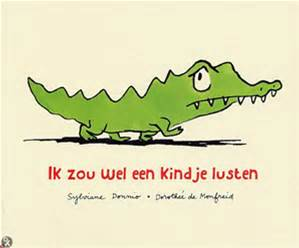 Ik zou wel een Kindje lusten
Sylviane Donnio • Dorothée de Monfreid